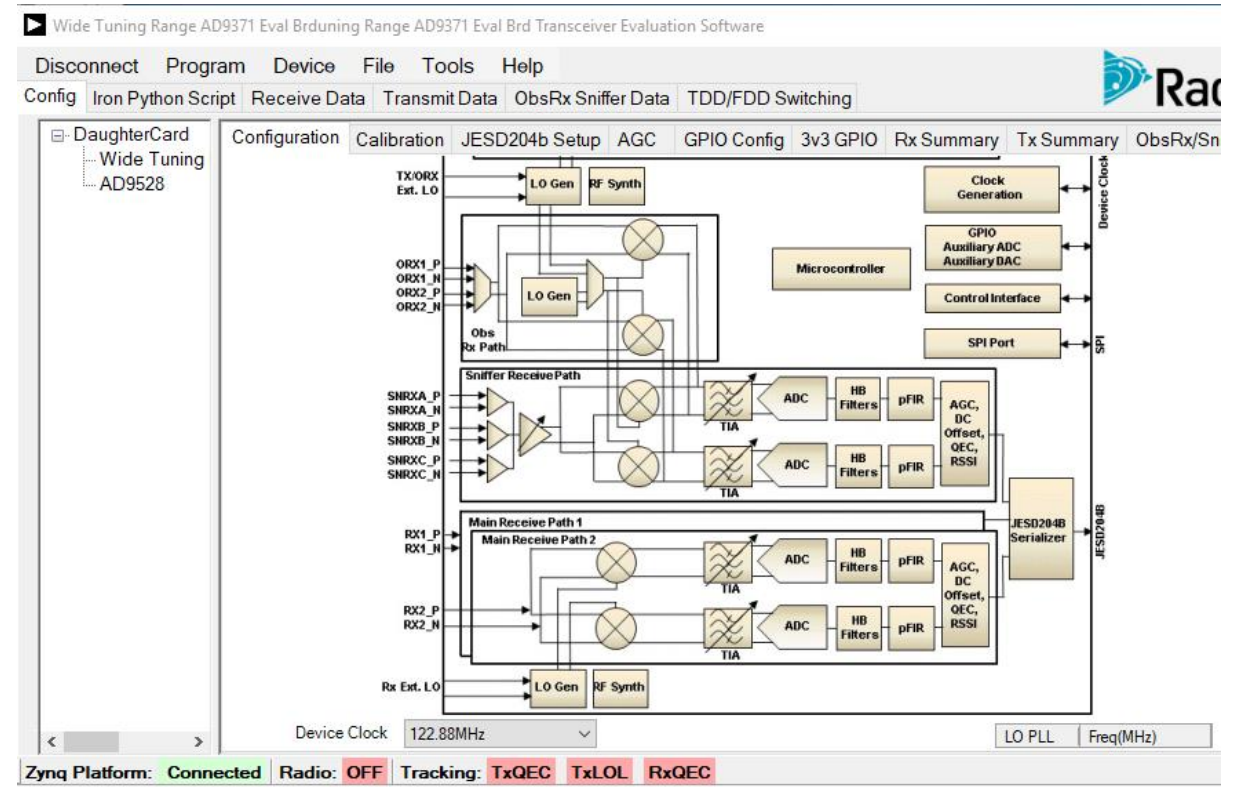 Wide Tuning Range AD9371 Eval Brduning Range AD9371 Eval Brd Transceiver Evaluation Software
Disconnect Program Device File Tools Help
Config Iron Python Script Receive Data Transmit Data ObsRx Sniffer Data TDD/FDD Switching
Rad
DaughterCard
Wide Tuning
AD9528
Configuration Calibration JESD204b Setup AGC GPIO Config 3v3 GPIO Rx Summary Tx Summary ObsRx/Sn
TX/ORX
Ext. LO
LO Gen
RF Synth
Clock
Generation
Device Clock
GPIO
Auxiliary ADC
Auxiliary DAC
Microcontroller
Control Interface
SPI Port
SPI
ORX1_P
ORX1_N
ORX2_P
ORX2_N
LO Gen
Obs
Rx Path
Sniffer Receive Path
SNRXA_P
SNRXA_N
SNRXB_P
SNRXB_N
SNRXC_P
SNRXC_N
TIA
ADC
HB
Filters
pFIR
TIA
ADC
HB
Filters
pFIR
AGC,
DC
Offset,
QEC,
RSSI
JESD204B
Serializer
JESD204B
Main Receive Path 1
Main Receive Path 2
RX1_P
RX1_N
RX2_P
RX2_N
TIA
ADC
HB
Filters
pFIR
TIA
ADC
HB
Filters
pFIR
AGC,
DC
Offset,
QEC,
RSSI
Rx Ext. LO
LO Gen
RF Synth
Device Clock 122.88MHz
LO PLL Freq(MHz)
Zynq Platform: Connected Radio: OFF Tracking: TxQEC TxLOL RxQEC